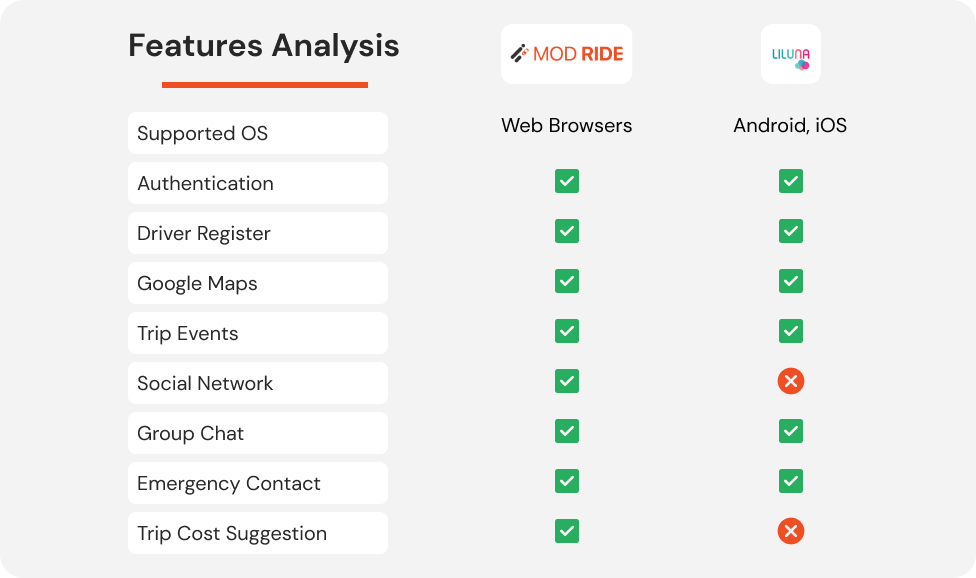 Features Analysis
MOD RIDE
LILUNA
Supported OS
Web Browsers
Android, iOS
Authentication
Driver Register
Google Maps
Trip Events
Social Network
Group Chat
Emergency Contact
Trip Cost Suggestion